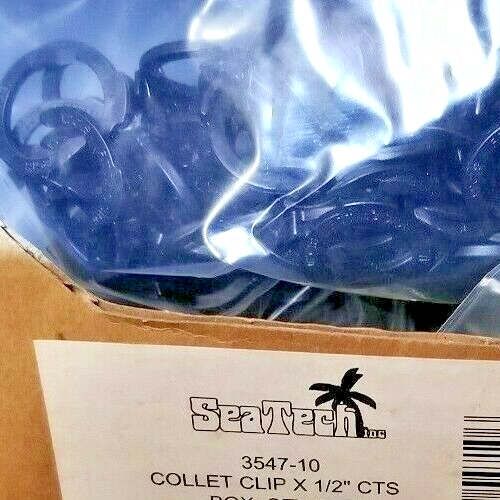 SeaTech inc
3547-10
COLLET CLIP X 1/2" CTS